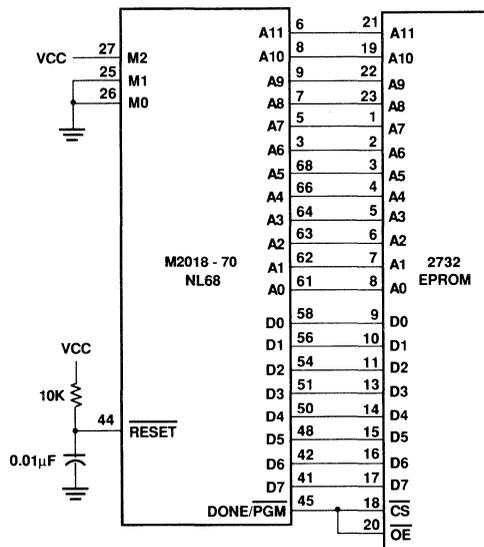 A11 6 21 A11
VCC 27 M2 A10 8 19 A10
25 M1 A9 9 22 A9
26 M0 A8 7 23 A8
A7 5 1 A7
A6 3 2 A6
A5 68 3 A5
A4 66 4 A4
A3 64 5 A3
A2 63 6 A2
M2018 - 70 A1 62 7 A1 2732
NL68 A0 61 8 A0 EPROM
D0 58 9 D0
D1 56 10 D1
VCC D2 54 11 D2
10K D3 51 13 D3
44 RESET D4 50 14 D4
D5 48 15 D5
0.01μF D6 42 16 D6
D7 41 17 D7
DONE/PGM 45 18 CS
20 OE